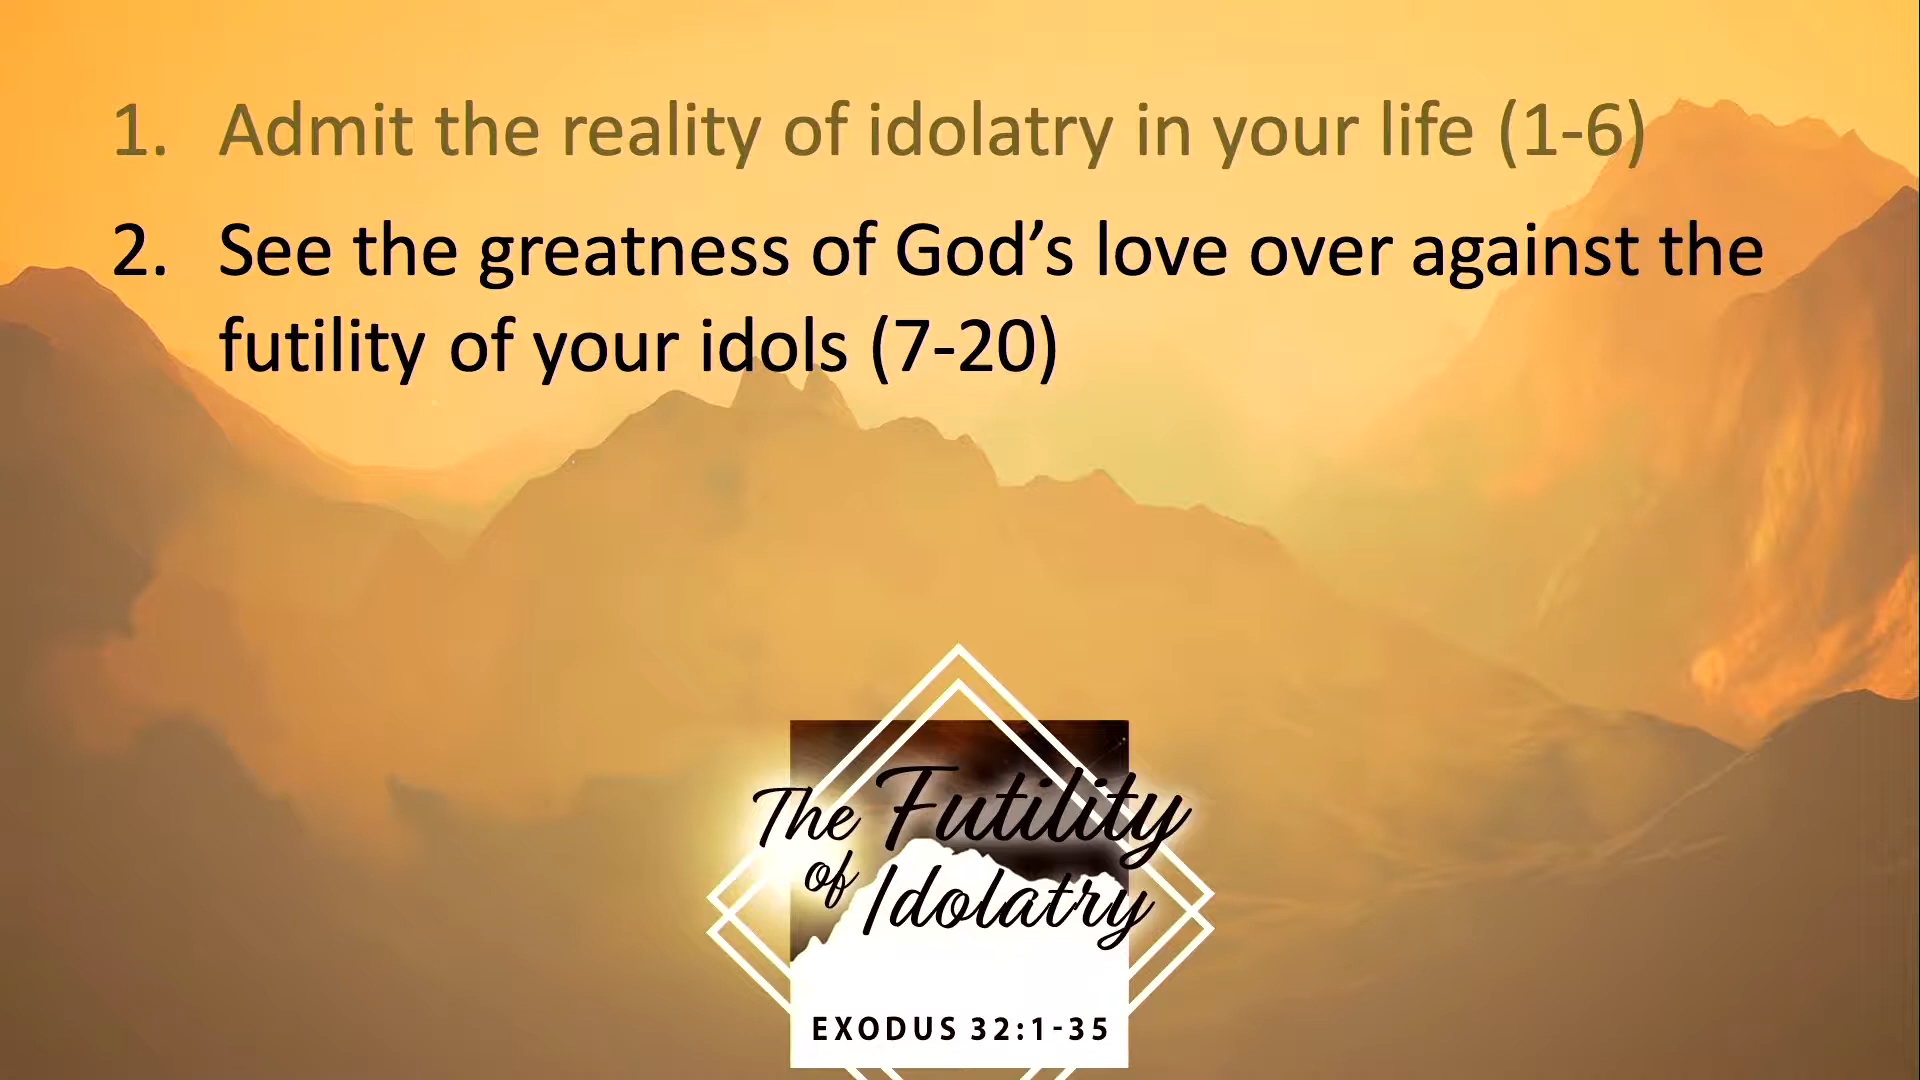 1. Admit the reality of idolatry in your life (1-6)
2. See the greatness of God’s love over against the
futility of your idols (7-20)
The Futility
of Idolatry
EXODUS 32:1-35